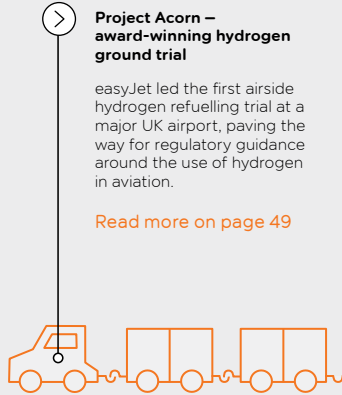 Project Acorn –
award-winning hydrogen
ground trial
easyJet led the first airside
hydrogen refuelling trial at a
major UK airport, paving the
way for regulatory guidance
around the use of hydrogen
in aviation.
Read more on page 49